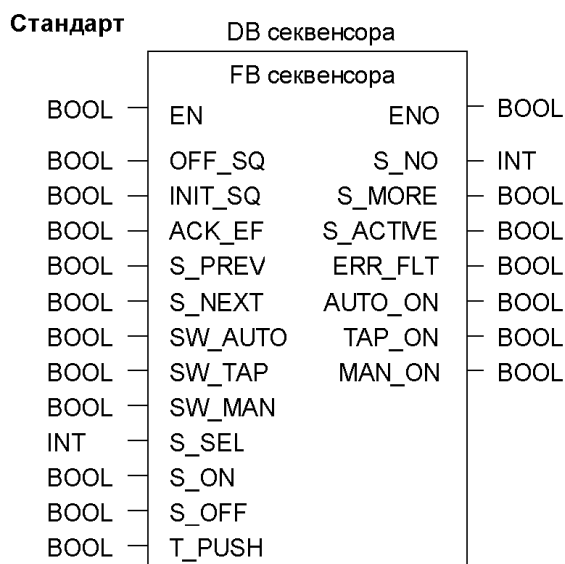 Стандарт
DB секвенсора
FB секвенсора
BOOL EN ENO BOOL
BOOL OFF_SQ S_NO INT
BOOL INIT_SQ S_MORE BOOL
BOOL ACK_EF S_ACTIVE BOOL
BOOL S_PREV ERR_FLT BOOL
BOOL S_NEXT AUTO_ON BOOL
BOOL SW_AUTO TAP_ON BOOL
BOOL SW_TAP MAN_ON BOOL
BOOL SW_MAN
INT S_SEL
BOOL S_ON
BOOL S_OFF
BOOL T_PUSH